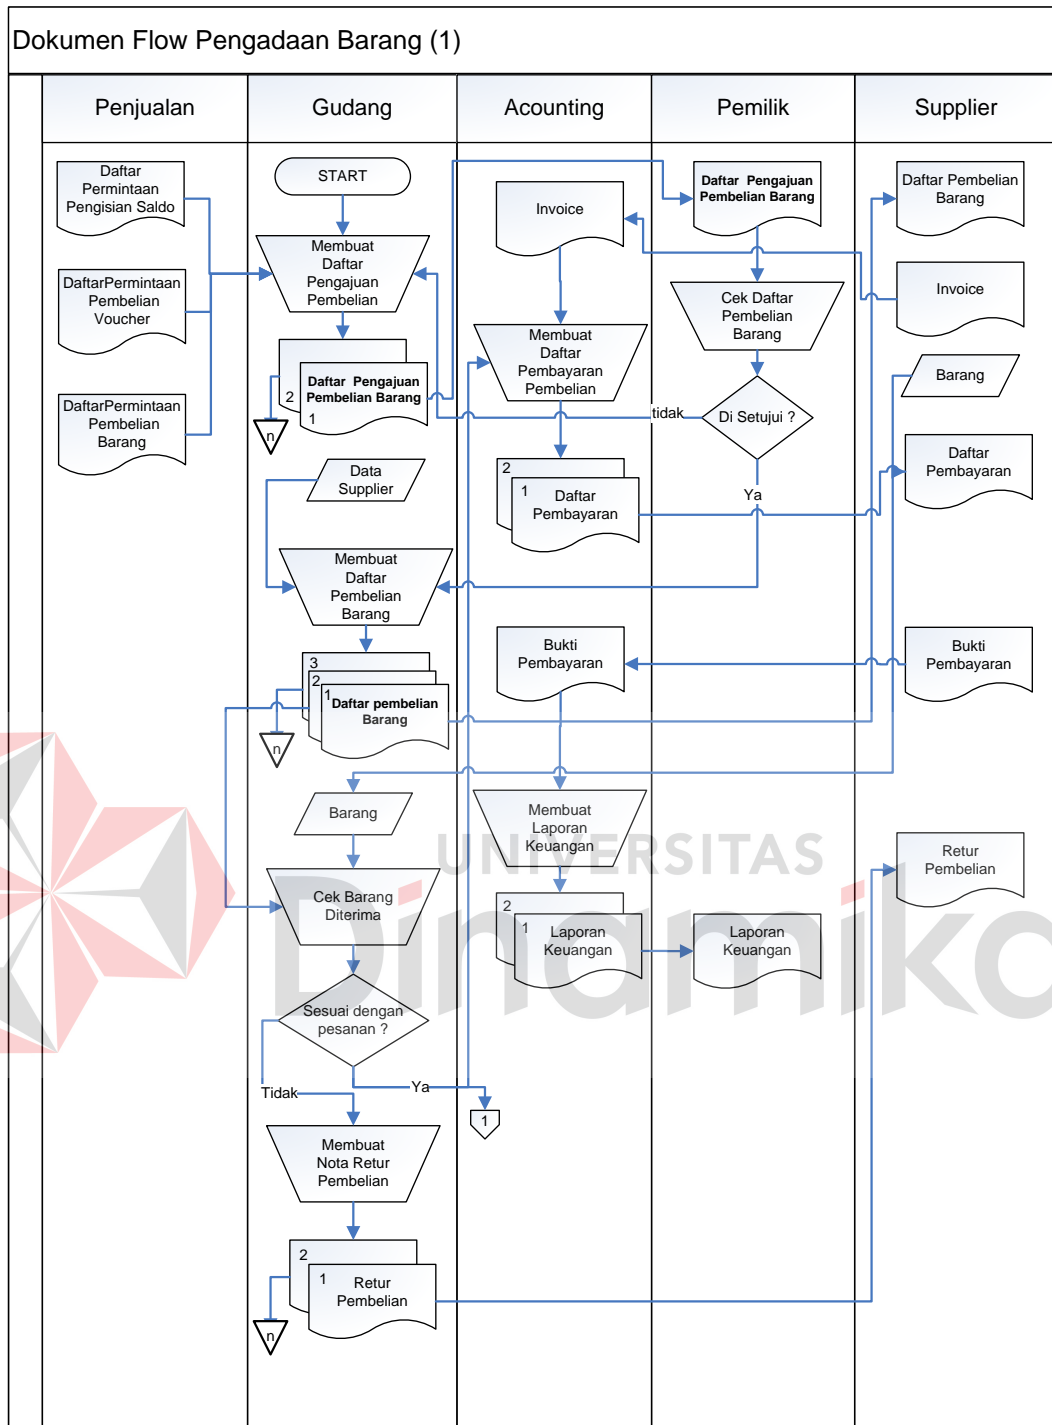 Dokumen Flow Pengadaan Barang (1)
Penjualan
Gudang
Acounting
Pemilik
Supplier
Daftar
Permintaan
Pengisian Saldo
DaftarPermintaan
Pembelian
Voucher
DaftarPermintaan
Pembelian
Barang
START
Membuat
Daftar
Pengajuan
Pembelian
2
1
Daftar Pengajuan
Pembelian Barang
n
Data
Supplier
Membuat
Daftar
Pembelian
Barang
3
2
1
Daftar pembelian
Barang
n
Barang
Cek Barang
Diterima
Sesuai dengan
pesanan ?
Tidak
Ya
Membuat
Nota Retur
Pembelian
2
1
Retur
Pembelian
n
Invoice
Membuat
Daftar
Pembayaran
Pembelian
2
1
Daftar
Pembayaran
Bukti
Pembayaran
Membuat
Laporan
Keuangan
2
1
Laporan
Keuangan
1
Daftar Pengajuan
Pembelian Barang
Cek Daftar
Pembelian
Barang
Di Setujui ?
tidak
Ya
Laporan
Keuangan
Daftar Pembelian
Barang
Invoice
Barang
Daftar
Pembayaran
Bukti
Pembayaran
Retur
Pembelian
UNIVERSITAS
Dinamika